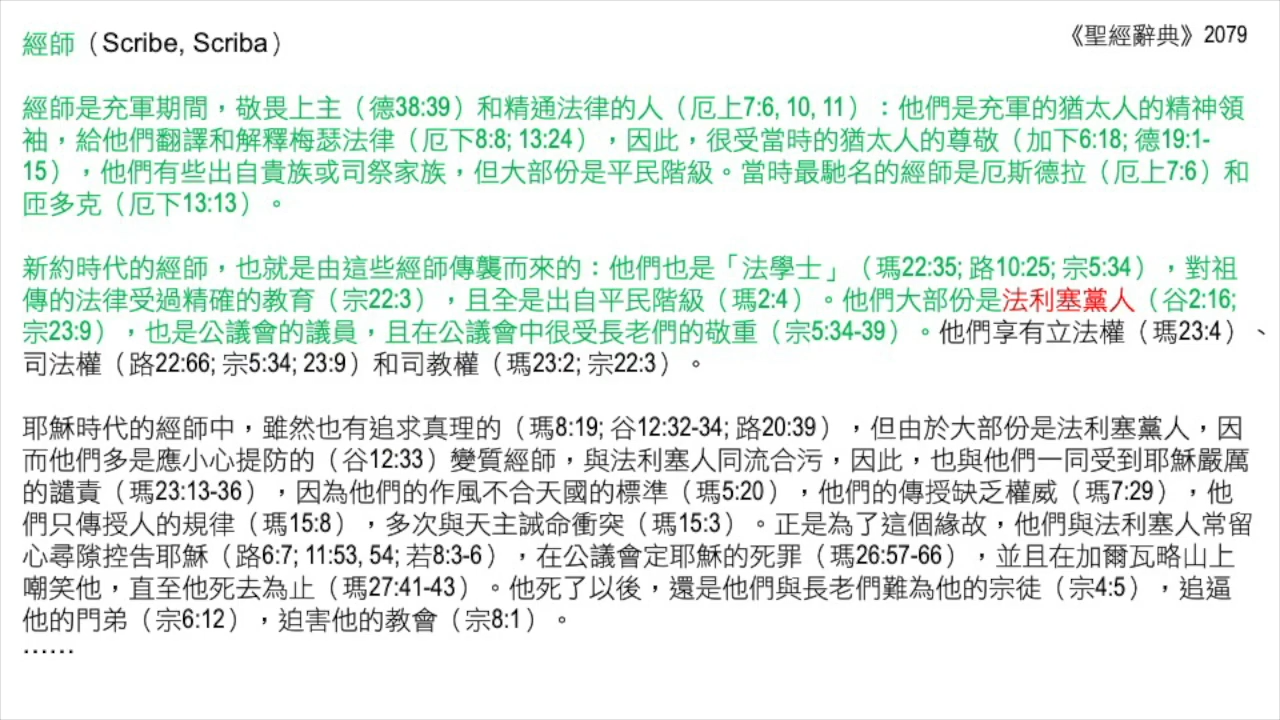 經師（Scribe, Scriba）
《聖經辭典》2079
經師是充軍期間，敬畏上主（德38:39）和精通法律的人（厄上7:6, 10, 11）：他們是充軍的猶太人的精神領
袖，給他們翻譯和解釋梅瑟法律（厄下8:8; 13:24），因此，很受當時的猶太人的尊敬（加下6:18; 德19:1-
15），他們有些出自貴族或司祭家族，但大部份是平民階級。當時最馳名的經師是厄斯德拉（厄上7:6）和
匝多克（厄下13:13）。
新約時代的經師，也就是由這些經師傳襲而來的：他們也是「法學士」（瑪22:35; 路10:25; 宗5:34），對祖
傳的法律受過精確的教育（宗22:3），且全是出自平民階級（瑪2:4）。他們大部份是法利塞黨人（谷2:16;
宗23:9），也是公議會的議員，且在公議會中很受長老們的敬重（宗5:34-39）。他們享有立法權（瑪23:4）、
司法權（路22:66; 宗5:34; 23:9）和司教權（瑪23:2; 宗22:3）。
耶穌時代的經師中，雖然也有追求真理的（瑪8:19; 谷12:32-34; 路20:39），但由於大部份是法利塞黨人，因
而他們多是應小心提防的（谷12:33）變質經師，與法利塞人同流合污，因此，也與他們一同受到耶穌嚴厲
的譴責（瑪23:13-36），因為他們的作風不合天國的標準（瑪5:20），他們的傳授缺乏權威（瑪7:29），他
們只傳授人的規律（瑪15:8），多次與天主誡命衝突（瑪15:3）。正是為了這個緣故，他們與法利塞人常留
心尋隙控告耶穌（路6:7; 11:53, 54; 若8:3-6），在公議會定耶穌的死罪（瑪26:57-66），並且在加爾瓦略山上
嘲笑他，直至他死去為止（瑪27:41-43）。他死了以後，還是他們與長老們難為他的宗徒（宗4:5），追逼
他的門弟（宗6:12），迫害他的教會（宗8:1）。
……